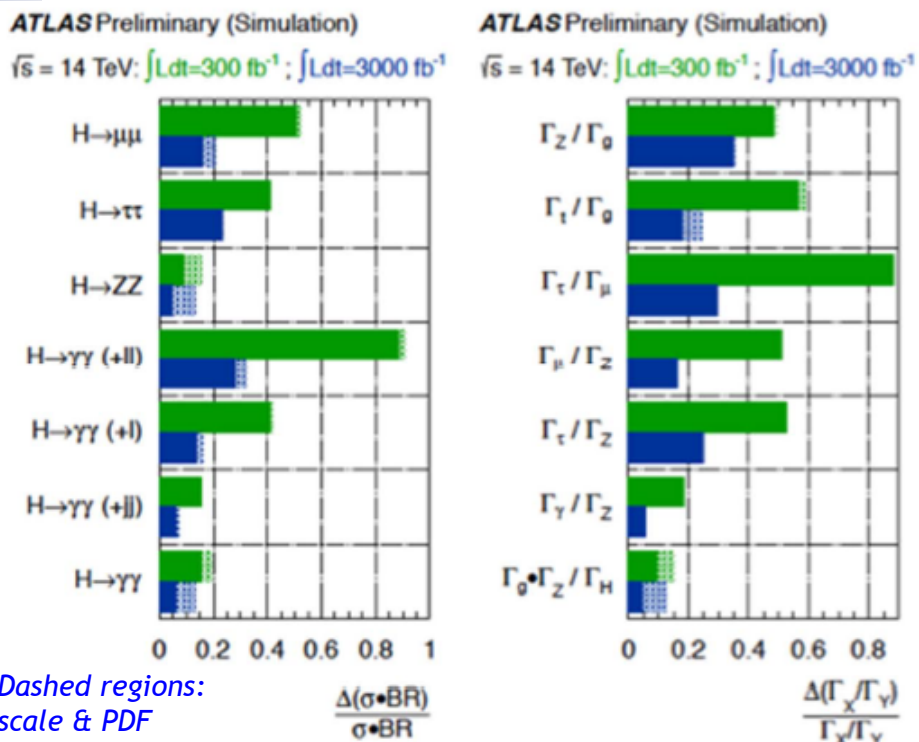 ATLAS Preliminary (Simulation)
√s = 14 TeV: ∫Ldt=300 fb⁻¹ ; ∫Ldt=3000 fb⁻¹
H→μμ
H→ττ
H→ZZ
H→γγ (+ll)
H→γγ (+l)
H→γγ (+jj)
H→γγ
0 0.2 0.4 0.6 0.8 1
Δ(σ•BR)
σ•BR
Dashed regions:
scale & PDF
ATLAS Preliminary (Simulation)
√s = 14 TeV: ∫Ldt=300 fb⁻¹ ; ∫Ldt=3000 fb⁻¹
Γ_Z / Γ_g
Γ_t / Γ_g
Γ_τ / Γ_μ
Γ_μ / Γ_Z
Γ_τ / Γ_Z
Γ_γ / Γ_Z
Γ_g•Γ_Z / Γ_H
0 0.2 0.4 0.6 0.8
Δ(Γ_X/Γ_Y)
Γ_X/Γ_Y